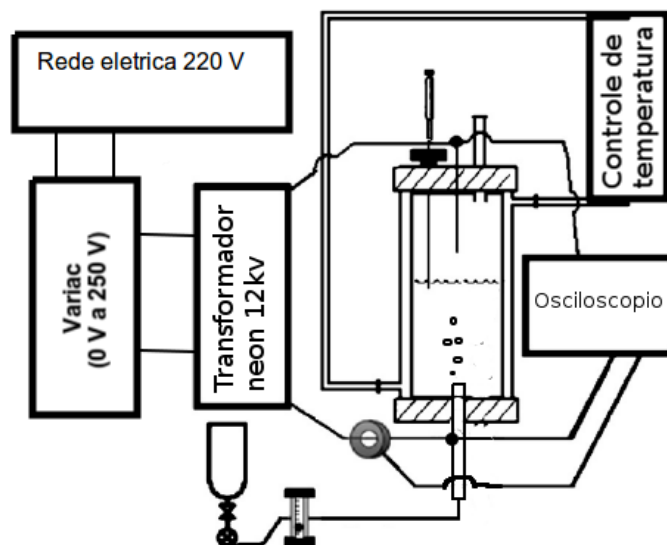 Rede eletrica 220 V
Controle de
temperatura
Variac
(0 V a 250 V)
Transformador
neon 12kv
Osciloscopio